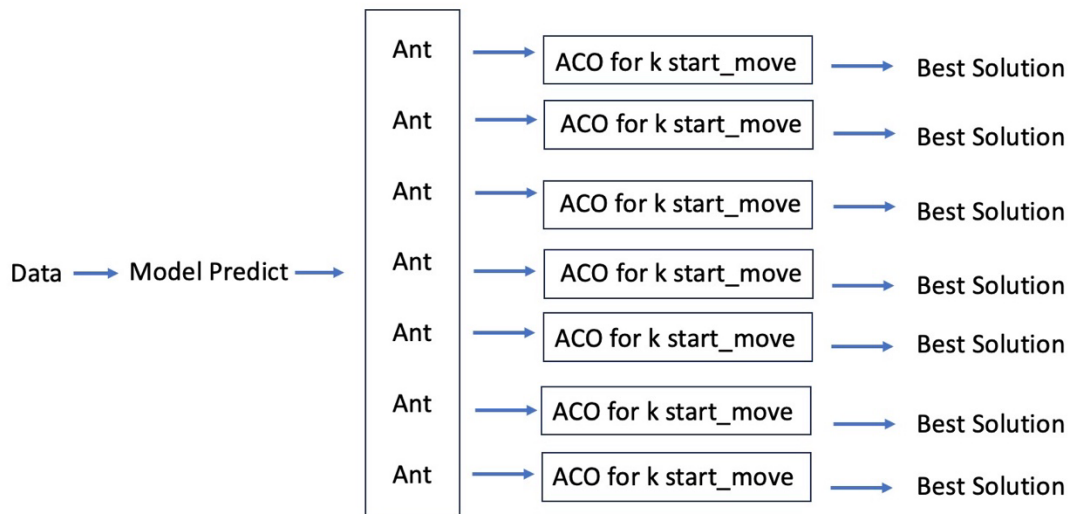 Ant
ACO for k start_move
Best Solution
Ant
ACO for k start_move
Best Solution
Ant
ACO for k start_move
Best Solution
Data
Model Predict
Ant
ACO for k start_move
Best Solution
Ant
ACO for k start_move
Best Solution
Ant
ACO for k start_move
Best Solution
Ant
ACO for k start_move
Best Solution